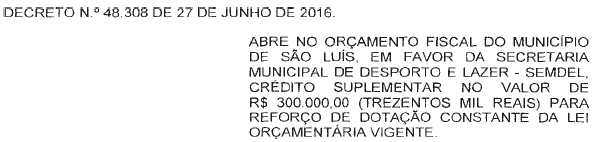 DECRETO N.º 48.308 DE 27 DE JUNHO DE 2016.
ABRE NO ORÇAMENTO FISCAL DO MUNICÍPIO
DE SÃO LUÍS, EM FAVOR DA SECRETARIA
MUNICIPAL DE DESPORTO E LAZER - SEMDEL,
CRÉDITO SUPLEMENTAR NO VALOR DE
R$ 300.000,00 (TREZENTOS MIL REAIS) PARA
REFORÇO DE DOTAÇÃO CONSTANTE DA LEI
ORÇAMENTÁRIA VIGENTE.